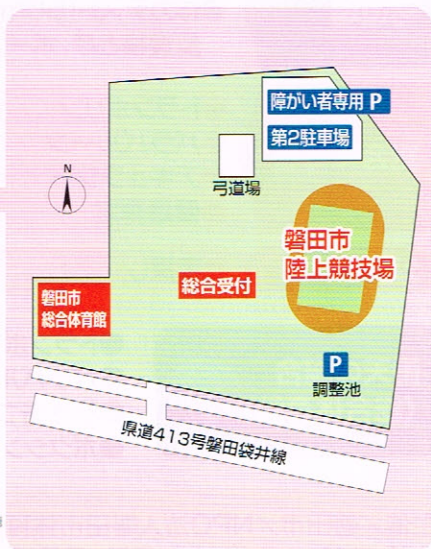 障がい者専用 P
第2駐車場
弓道場
N
磐田市
陸上競技場
総合受付
磐田市
総合体育館
P
調整池
県道413号磐田袋井線